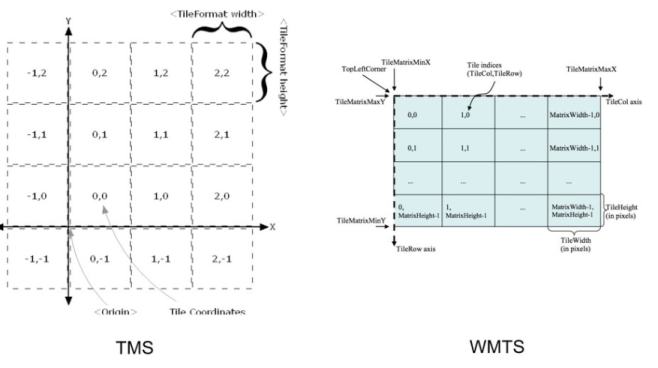 <TileFormat width>
Y
<TileFormat height>
-1,2 0,2 1,2 2,2
-1,1 0,1 1,1 2,1
-1,0 0,0 1,0 2,0
X
-1,-1 0,-1 1,-1 2,-1
<Origin> Tile Coordinates
TMS
TileMatrixMinX
Tile indices
(TileCol,TileRow)
TopLeftCorner
TileMatrixMaxX
TileMatrixMaxY
TileCol axis
0,0 1,0 ... MatrixWidth-1,0
0,1 1,1 ... MatrixWidth-1,1
... ... ...
0,
MatrixHeight-1
1,
MatrixHeight-1
...
MatrixWidth-1,
MatrixHeight-1
TileHeight
(in pixels)
TileMatrixMinY
TileWidth
(in pixels)
TileRow axis
WMTS